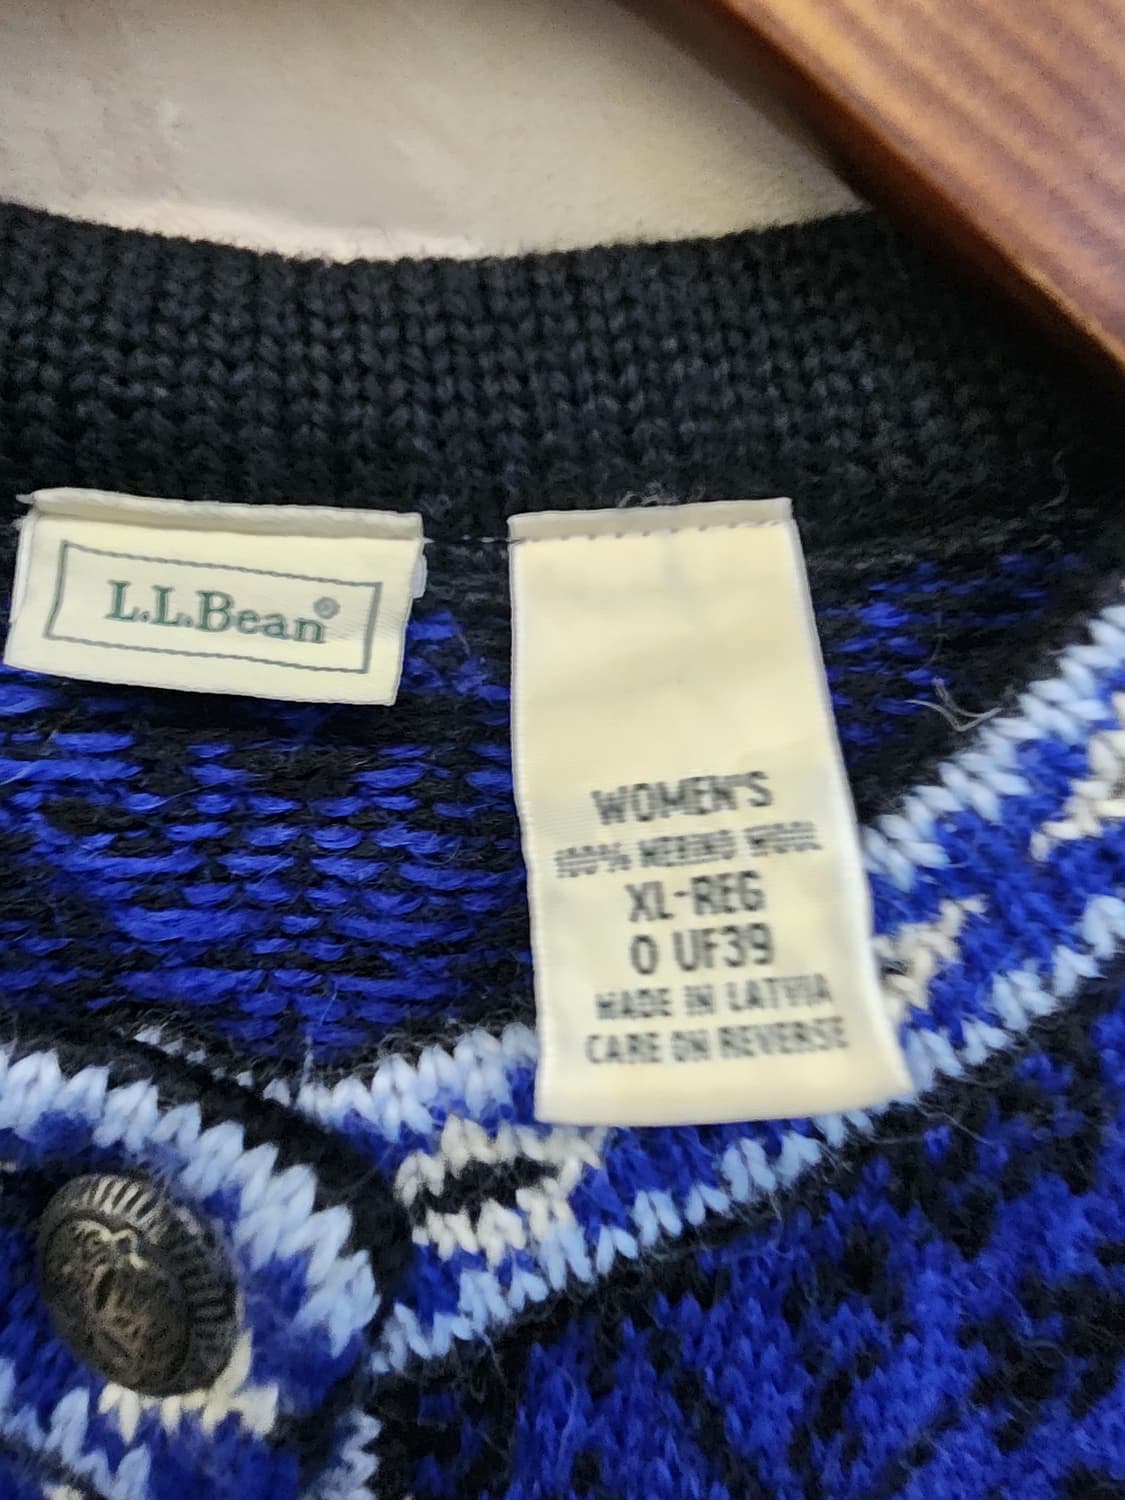 L.L.Bean®
WOMEN'S
100% MERINO WOOL
XL-REG
0 UF39
MADE IN LATVIA
CARE ON REVERSE